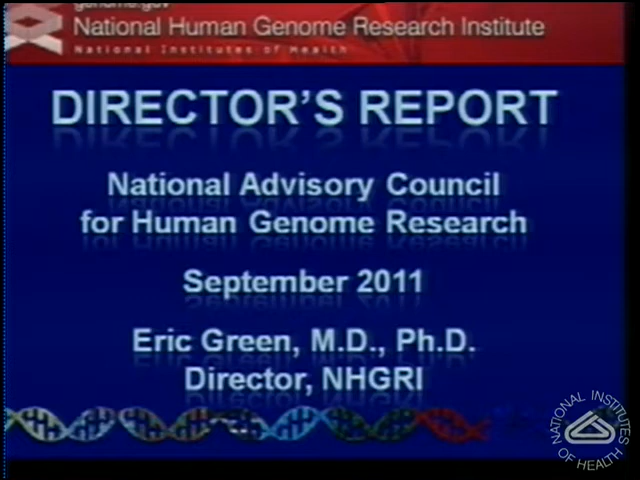 genome.gov
National Human Genome Research Institute
National Institutes of Health
DIRECTOR'S REPORT
National Advisory Council
for Human Genome Research
September 2011
Eric Green, M.D., Ph.D.
Director, NHGRI
NATIONAL INSTITUTES
OF HEALTH